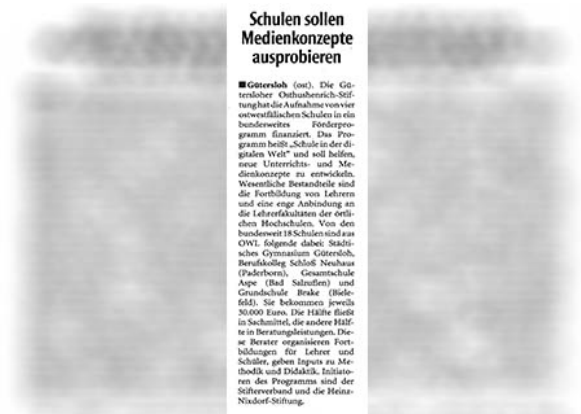 Schulen sollen
Medienkonzepte
ausprobieren
■Gütersloh (ost). Die Gü-
tersloher Osthushenrich-Stif-
tung hat die Aufnahme von vier
ostwestfälischen Schulen in ein
bundesweites Förderpro-
gramm finanziert. Das Pro-
gramm heißt „Schule in der di-
gitalen Welt" und soll helfen,
neue Unterrichts- und Me-
dienkonzepte zu entwickeln.
Wesentliche Bestandteile sind
die Fortbildung von Lehrern
und eine enge Anbindung an
die Lehrerfakultäten der örtli-
chen Hochschulen. Von den
bundesweit 18 Schulen sind aus
OWL folgende dabei: Städti-
sches Gymnasium Gütersloh,
Berufskolleg Schloß Neuhaus
(Paderborn), Gesamtschule
Aspe (Bad Salzuflen) und
Grundschule Brake (Biele-
feld). Sie bekommen jeweils
30.000 Euro. Die Hälfte fließt
in Sachmittel, die andere Hälf-
te in Beratungsleistungen. Die-
se Berater organisieren Fort-
bildungen für Lehrer und
Schüler, geben Inputs zu Me-
thodik und Didaktik. Initiato-
ren des Programms sind der
Stifterverband und die Heinz-
Nixdorf-Stiftung.